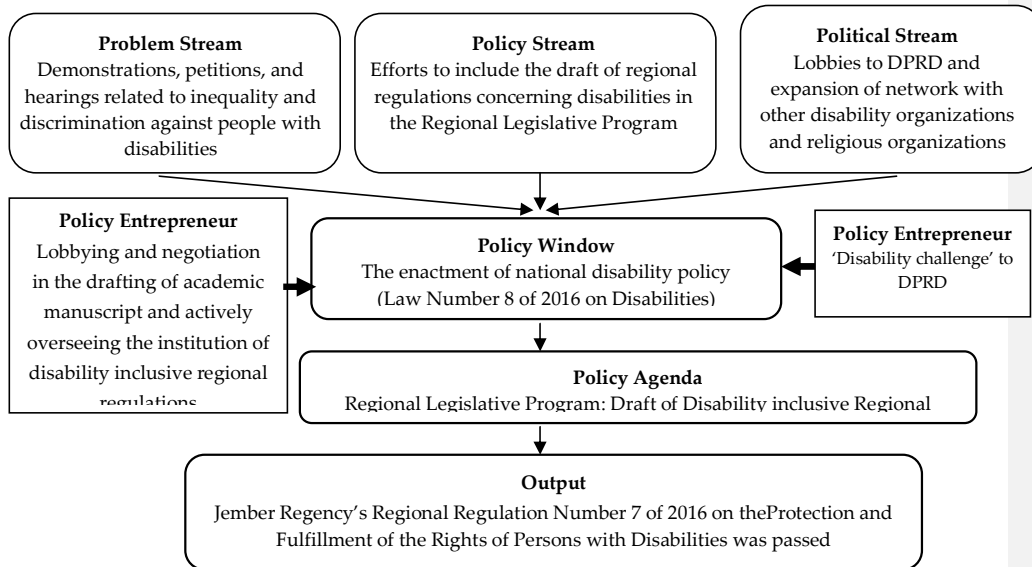 Problem Stream
Demonstrations, petitions, and
hearings related to inequality and
discrimination against people with
disabilities
Policy Stream
Efforts to include the draft of regional
regulations concerning disabilities in
the Regional Legislative Program
Political Stream
Lobbies to DPRD and
expansion of network with
other disability organizations
and religious organizations
Policy Entrepreneur
Lobbying and negotiation
in the drafting of academic
manuscript and actively
overseeing the institution of
disability inclusive regional
regulations
Policy Window
The enactment of national disability policy
(Law Number 8 of 2016 on Disabilities)
Policy Entrepreneur
‘Disability challenge’ to
DPRD
Policy Agenda
Regional Legislative Program: Draft of Disability inclusive Regional
Output
Jember Regency’s Regional Regulation Number 7 of 2016 on theProtection and
Fulfillment of the Rights of Persons with Disabilities was passed